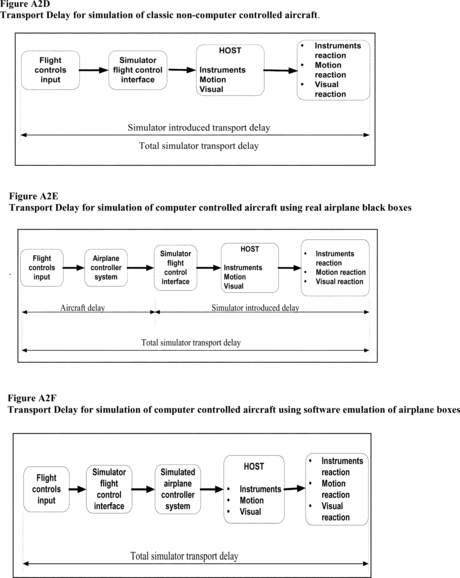 Figure A2D
Transport Delay for simulation of classic non-computer controlled aircraft.
Flight
controls
input
Simulator
flight control
interface
HOST
Instruments
Motion
Visual
• Instruments
reaction
• Motion
reaction
• Visual
reaction
Simulator introduced transport delay
Total simulator transport delay
Figure A2E
Transport Delay for simulation of computer controlled aircraft using real airplane black boxes
Flight
controls
input
Airplane
controller
system
Simulator
flight
control
interface
HOST
Instruments
Motion
Visual
• Instruments
reaction
• Motion reaction
• Visual reaction
Aircraft delay
Simulator introduced delay
Total simulator transport delay
Figure A2F
Transport Delay for simulation of computer controlled aircraft using software emulation of airplane boxes
Flight
controls
input
Simulator
flight
control
interface
Simulated
airplane
controller
system
HOST
• Instruments
• Motion
• Visual
• Instruments
reaction
• Motion
reaction
• Visual
reaction
Total simulator transport delay